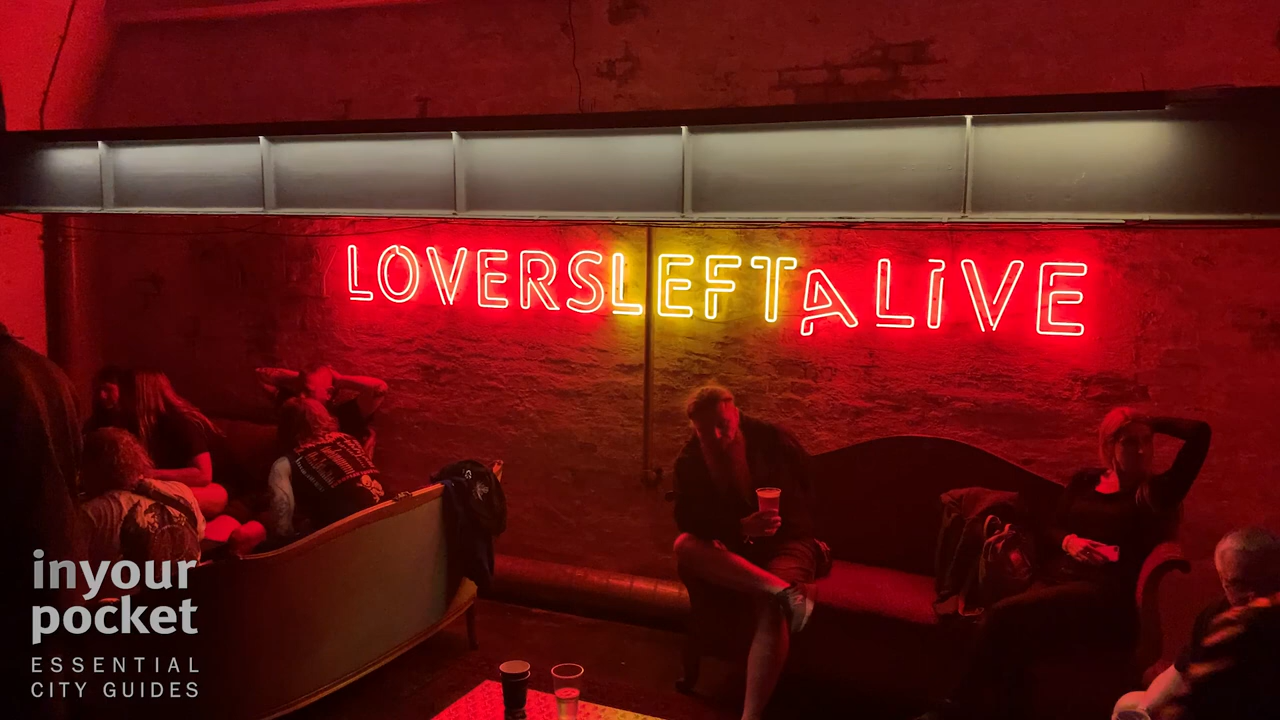 LOVERSLEFTALIVE
inyour
pocket
ESSENTIAL
CITY GUIDES